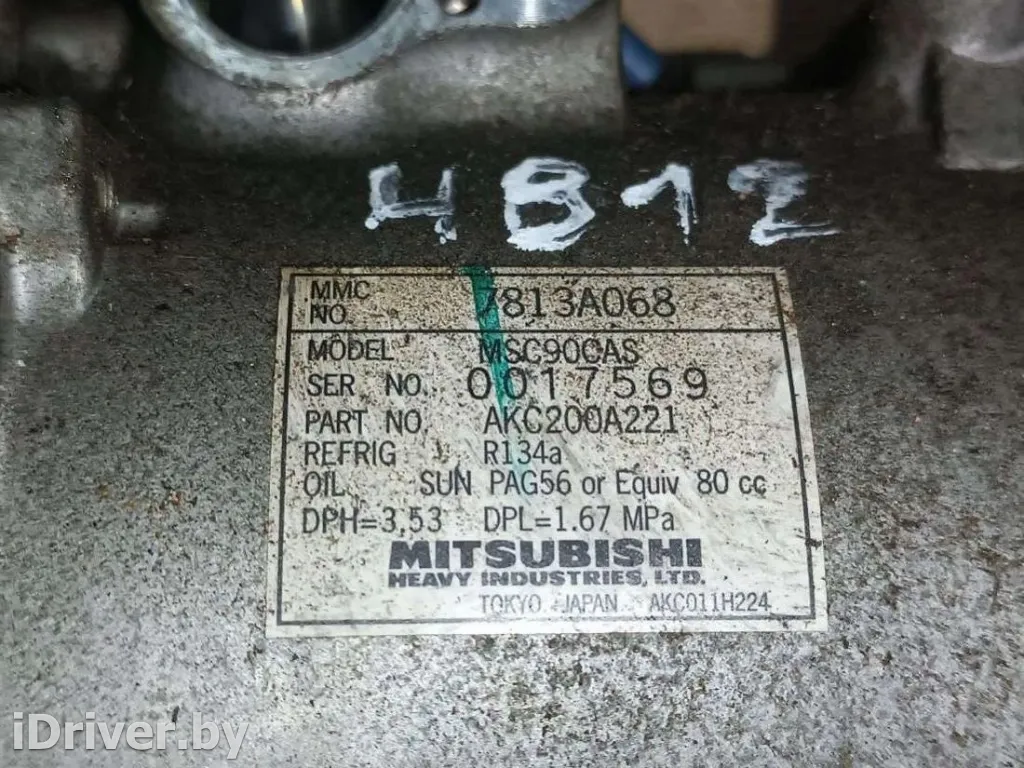 4B12
MMC NO. 7813A068
MODEL MSC90CAS
SER NO. 0017569
PART NO. AKC200A221
REFRIG R134a
OIL SUN PAG56 or Equiv 80 cc
DPH=3.53 DPL=1.67 MPa
MITSUBISHI
HEAVY INDUSTRIES, LTD.
TOKYO JAPAN AKC011H224
iDriver.by